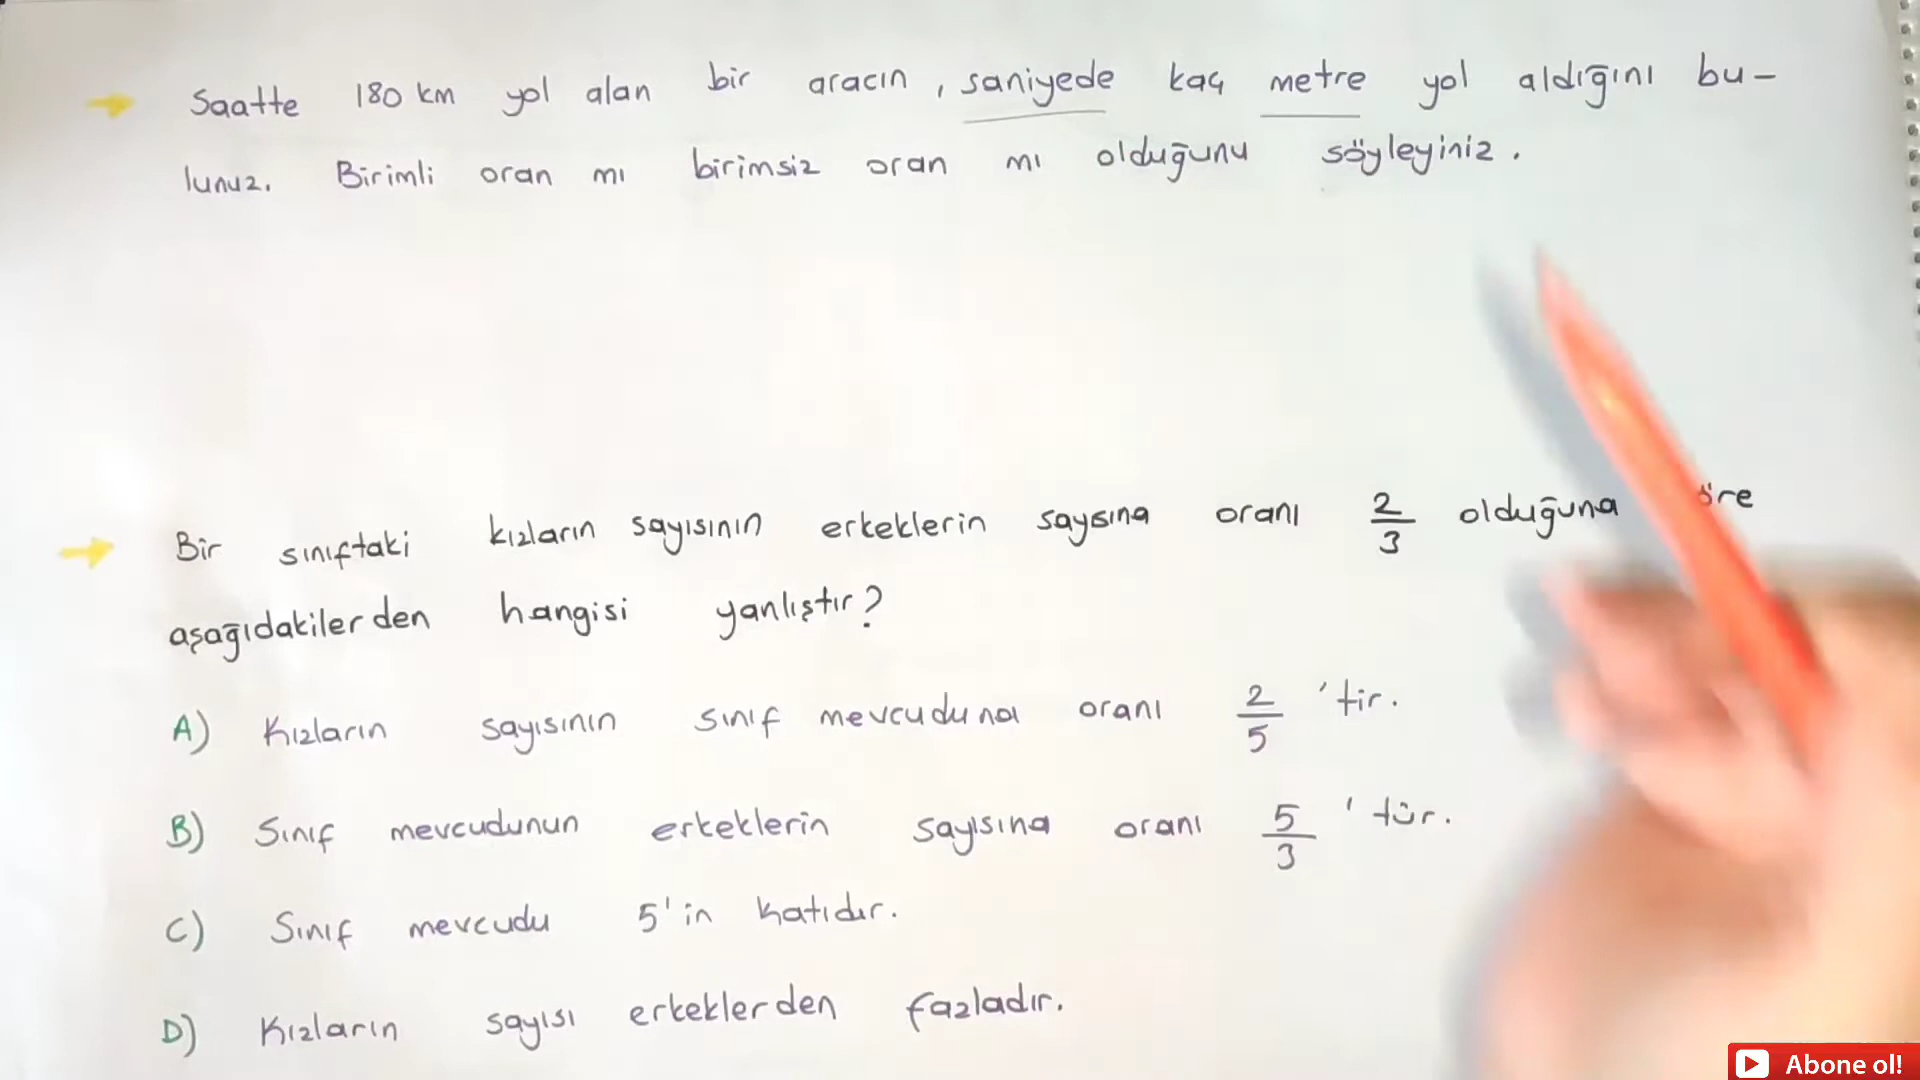 Saatte 180 km yol alan bir aracın, saniyede kaç metre yol aldığını bu-
lunuz. Birimli oran mı birimsiz oran mı olduğunu söyleyiniz.
Bir sınıftaki kızların sayısının erkeklerin saysına oranı 2/3 olduğuna
aşağıdakilerden hangisi yanlıştır?
A) Kızların sayısının sınıf mevcuduna oranı 2/5 'tir.
B) Sınıf mevcudunun erkeklerin sayısına oranı 5/3 'tür.
C) Sınıf mevcudu 5'in katıdır.
D) Kızların sayısı erkeklerden fazladır.
Abone ol!